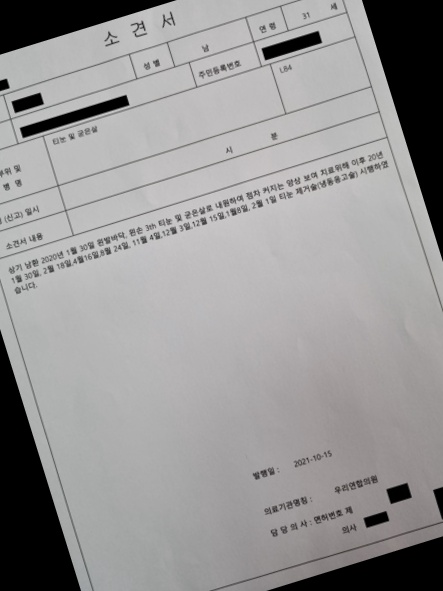 소 견 서
성 별 남 연 령 31 세
주민등록번호
부위 및
병 명
티눈 및 굳은살
L84
(신고) 일시 시 분
소견서 내용
상기 남환 2020년 1월 30일 왼발바닥, 왼손 3th 티눈 및 굳은살로 내원하여 점차 커지는 양상 보여 치료위해 이후 20년
1월 30일, 2월 18일,4월16일,8월 24일, 11월 4일,12월 3일,12월 15일,1월8일, 2월 1일 티눈 제거술(냉동응고술) 시행하였
습니다.
발행일 : 2021-10-15
의료기관명칭 : 우리연합의원
담 당 의 사 : 면허번호 제
의사